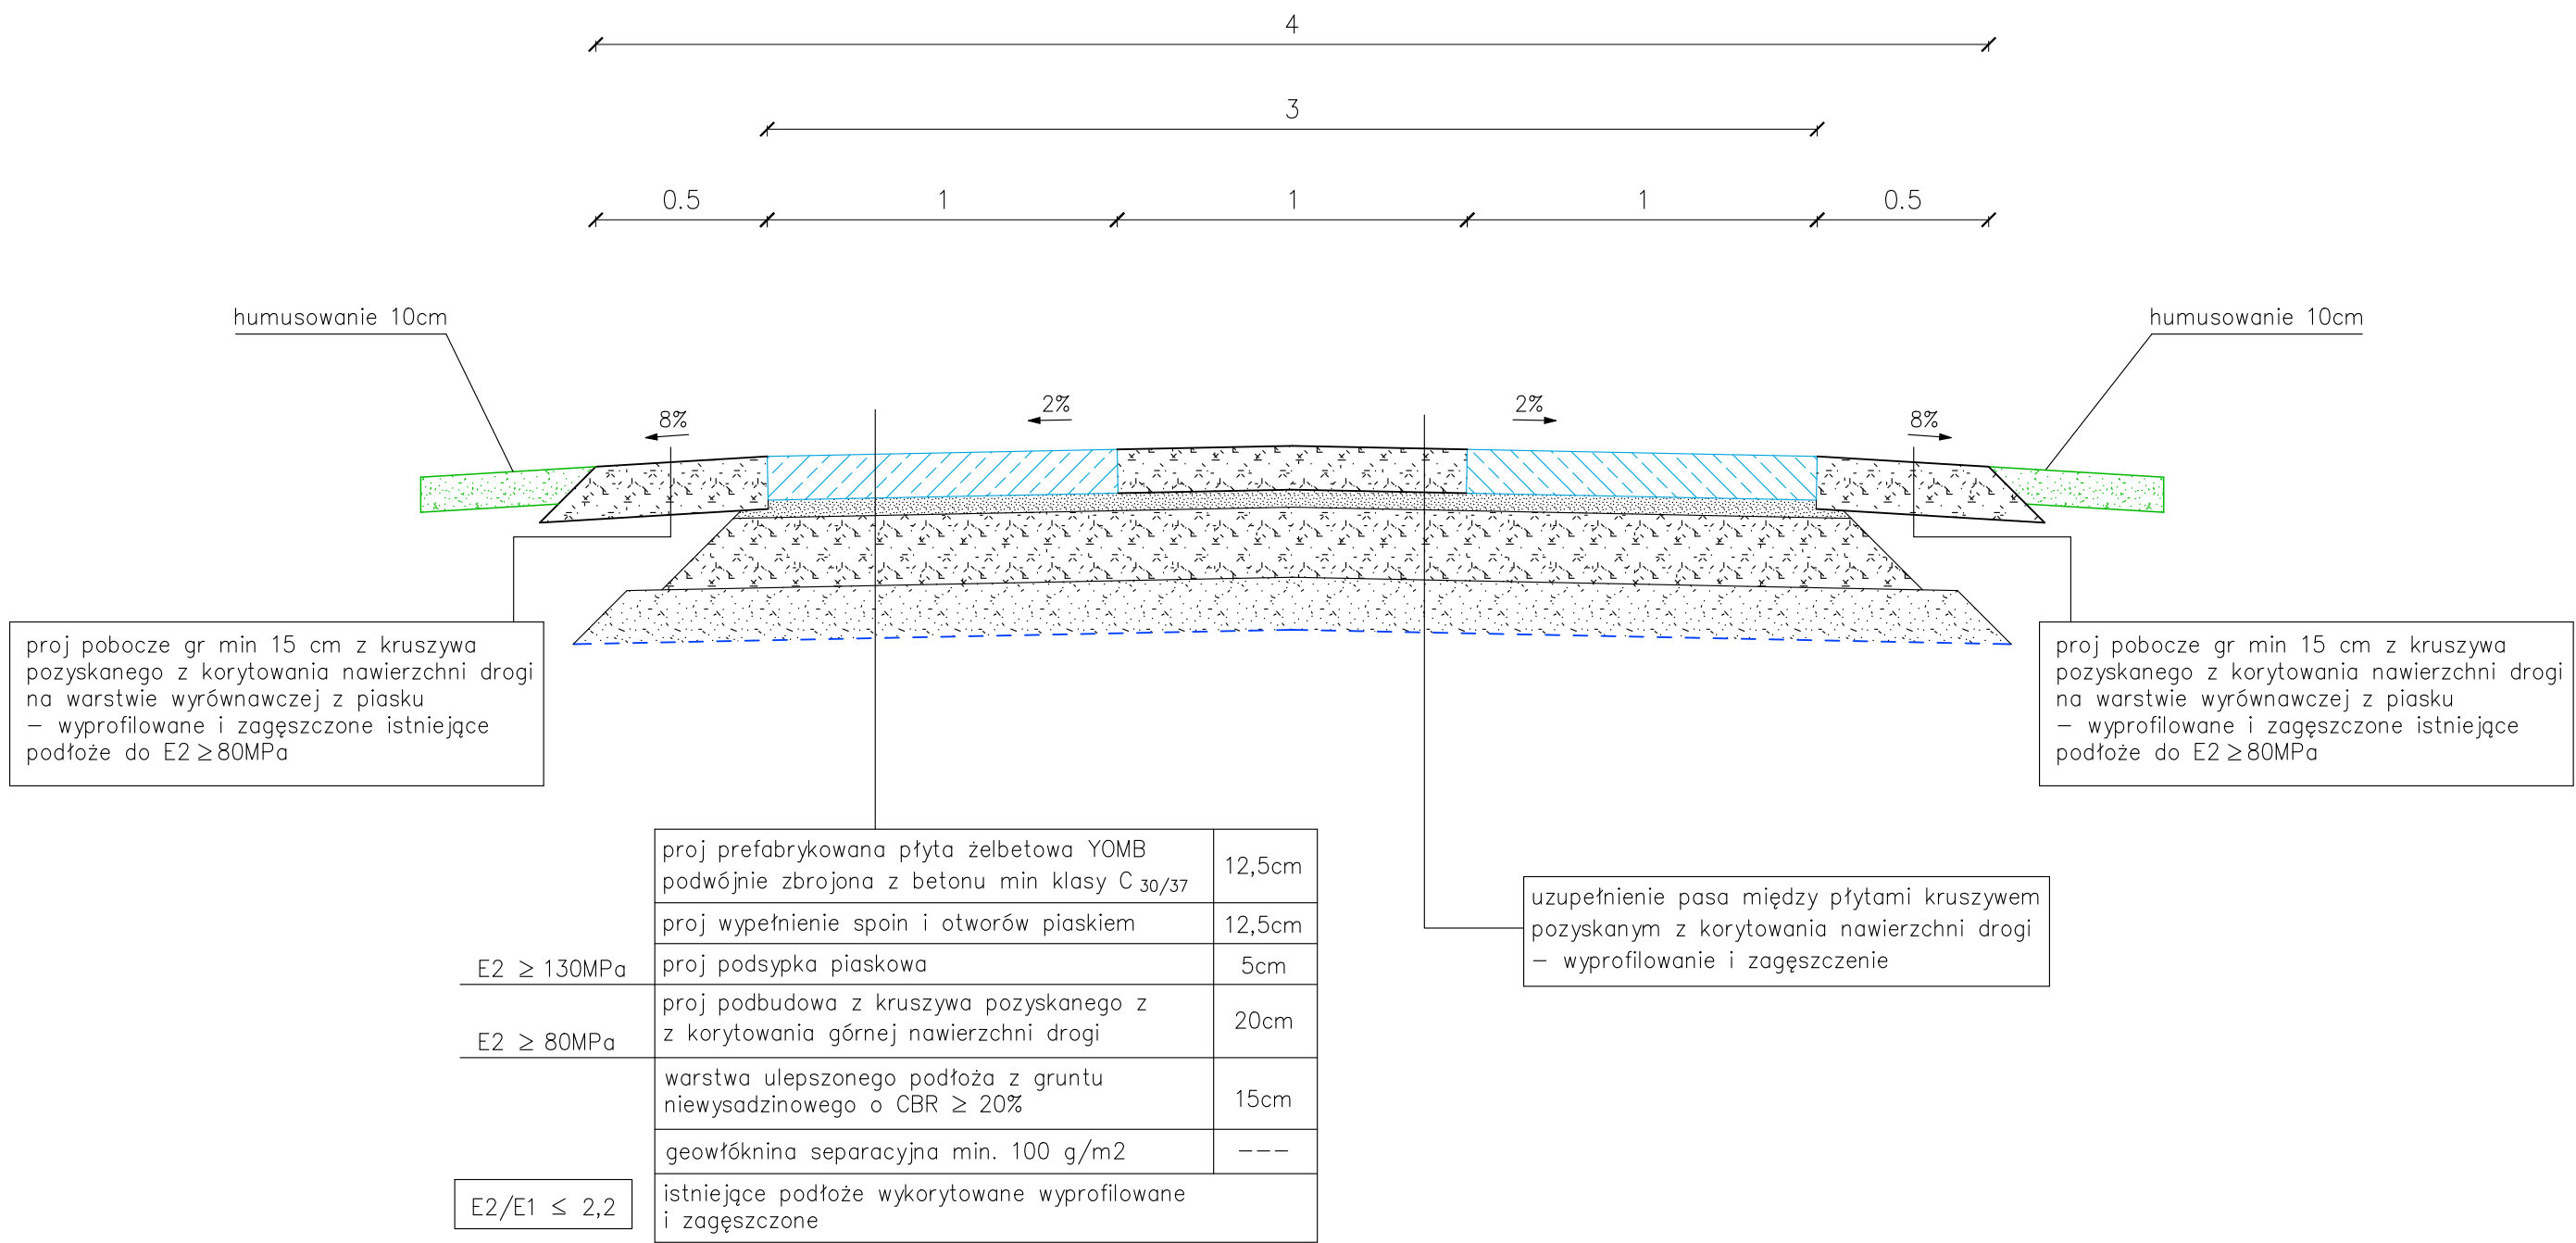 4
3
0.5
1
1
1
0.5
humusowanie 10cm
humusowanie 10cm
8%
2%
2%
8%
proj pobocze gr min 15 cm z kruszywa
pozyskanego z korytowania nawierzchni drogi
na warstwie wyrównawczej z piasku
– wyprofilowane i zagęszczone istniejące
podłoże do E2 ≥80MPa
proj pobocze gr min 15 cm z kruszywa
pozyskanego z korytowania nawierzchni drogi
na warstwie wyrównawczej z piasku
– wyprofilowane i zagęszczone istniejące
podłoże do E2 ≥80MPa
proj prefabrykowana płyta żelbetowa YOMB
podwójnie zbrojona z betonu min klasy C 30/37
12,5cm
proj wypełnienie spoin i otworów piaskiem
12,5cm
E2 ≥ 130MPa
proj podsypka piaskowa
5cm
proj podbudowa z kruszywa pozyskanego z
z korytowania górnej nawierzchni drogi
20cm
E2 ≥ 80MPa
warstwa ulepszonego podłoża z gruntu
niewysadzinowego o CBR ≥ 20%
15cm
geowłóknina separacyjna min. 100 g/m2
---
E2/E1 ≤ 2,2
istniejące podłoże wykorytowane wyprofilowane
i zagęszczone
uzupełnienie pasa między płytami kruszywem
pozyskanym z korytowania nawierzchni drogi
– wyprofilowanie i zagęszczenie